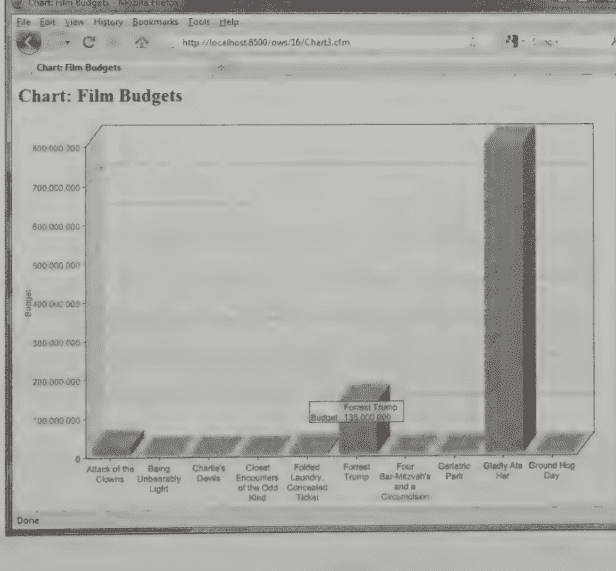 Chart: Film Budgets - Mozilla Firefox
File Edit View History Bookmarks Tools Help
http://localhost:8500/ows/26/Chart3.cfm
Chart: Film Budgets
Chart: Film Budgets
800.000.000
700.000.000
600.000.000
500.000.000
400.000.000
300.000.000
200.000.000
100.000.000
0
Budget
Forrest Trump
Budget 135.000.000
Attack of the
Clowns
Being
Unbearably
Light
Charlie's
Devils
Closet
Encounters
of the Odd
Kind
Folded
Laundry,
Concealed
Ticket
Forrest
Trump
Four
Bar-Mitzvah's
and a
Circumcision
Geriatric
Park
Gladly Ate
Her
Ground Hog
Day
Done